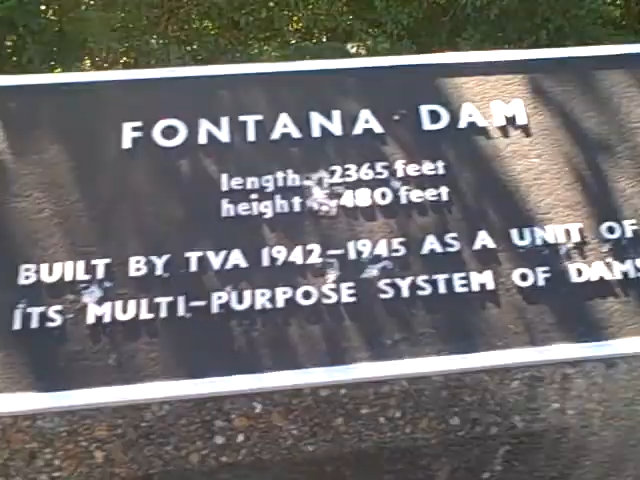 FONTANA DAM
length 2365 feet
height 480 feet
BUILT BY TVA 1942-1945 AS A UNIT OF
ITS MULTI-PURPOSE SYSTEM OF DAMS